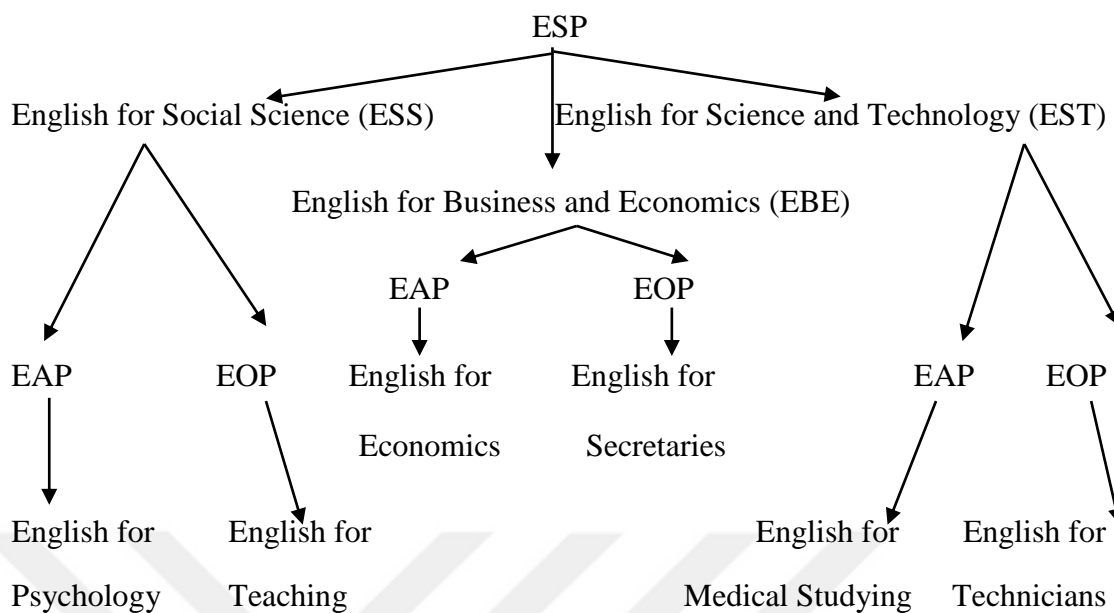 ESP
English for Social Science (ESS) English for Science and Technology (EST)
English for Business and Economics (EBE)
EAP EOP
EAP EOP English for English for EAP EOP
Economics Secretaries
English for English for English for English for
Psychology Teaching Medical Studying Technicians